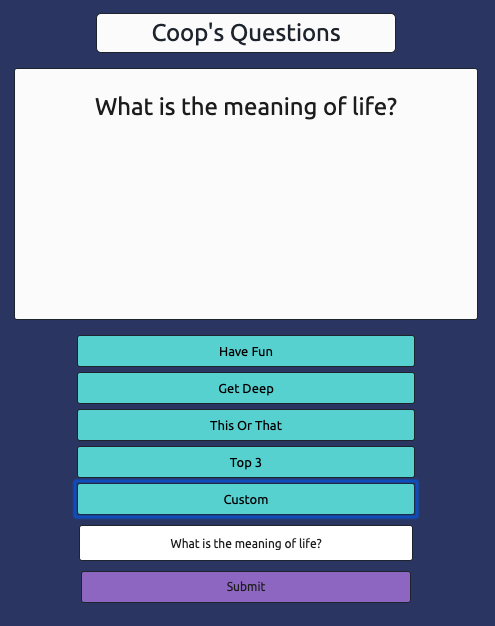 Coop's Questions
What is the meaning of life?
Have Fun
Get Deep
This Or That
Top 3
Custom
What is the meaning of life?
Submit